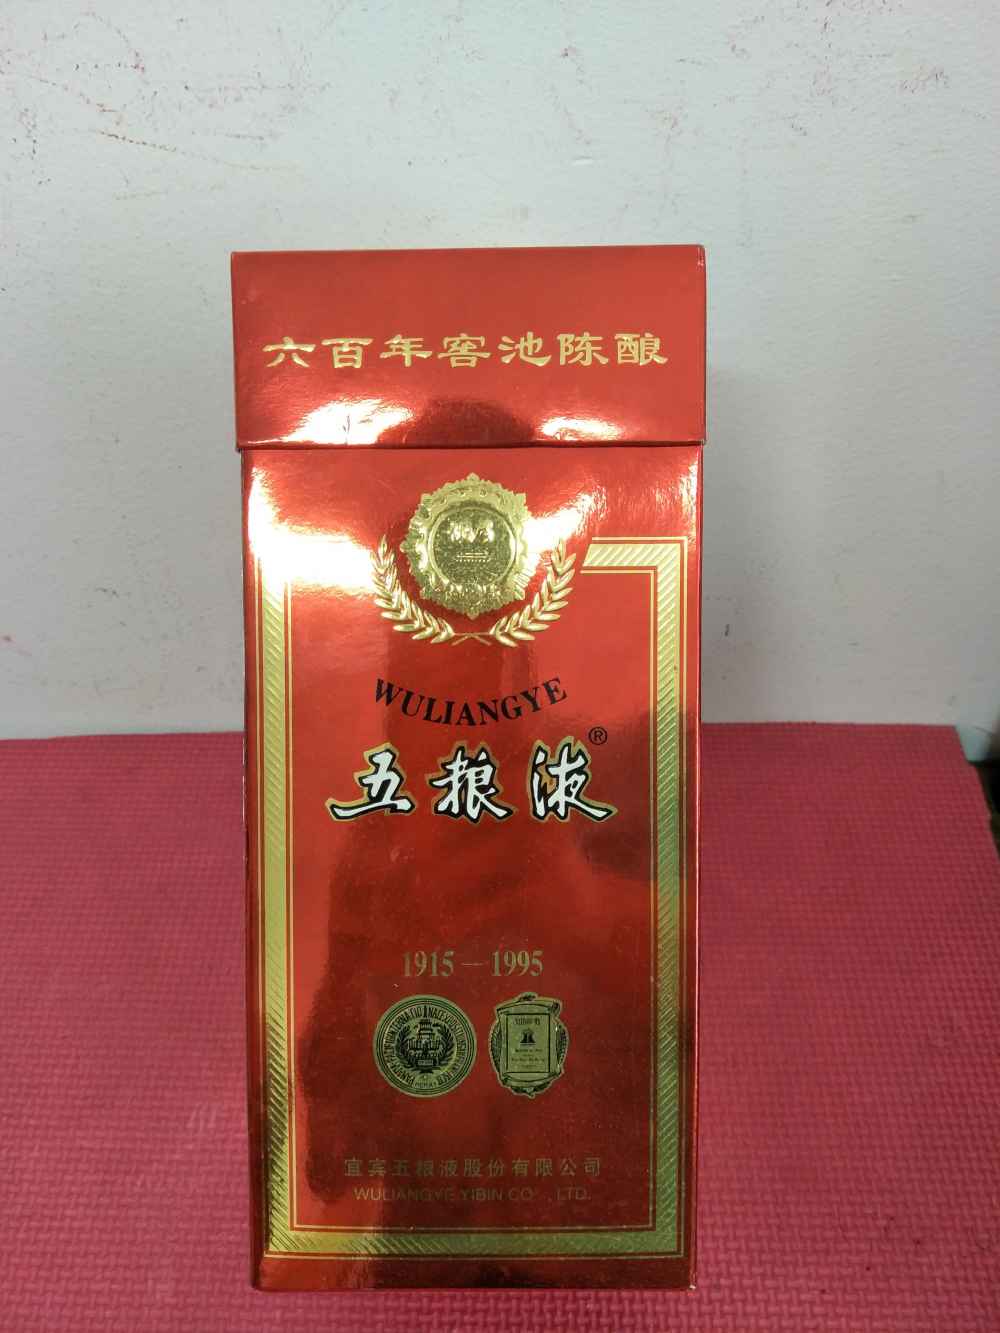 六百年窖池陈酿
WULIANGYE
五粮液®
1915—1995
宜宾五粮液股份有限公司
WULIANGYE YIBIN CO., LTD.